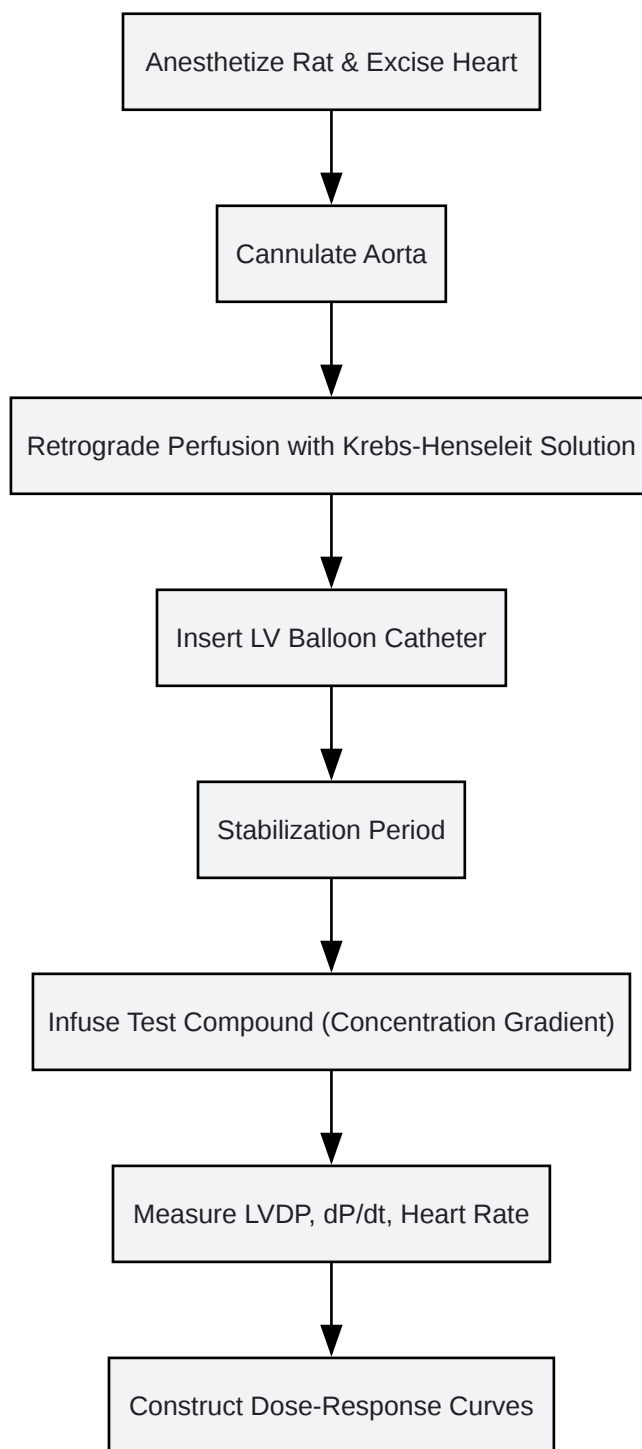 Anesthetize Rat & Excise Heart
Cannulate Aorta
Retrograde Perfusion with Krebs-Henseleit Solution
Insert LV Balloon Catheter
Stabilization Period
Infuse Test Compound (Concentration Gradient)
Measure LVDP, dP/dt, Heart Rate
Construct Dose-Response Curves